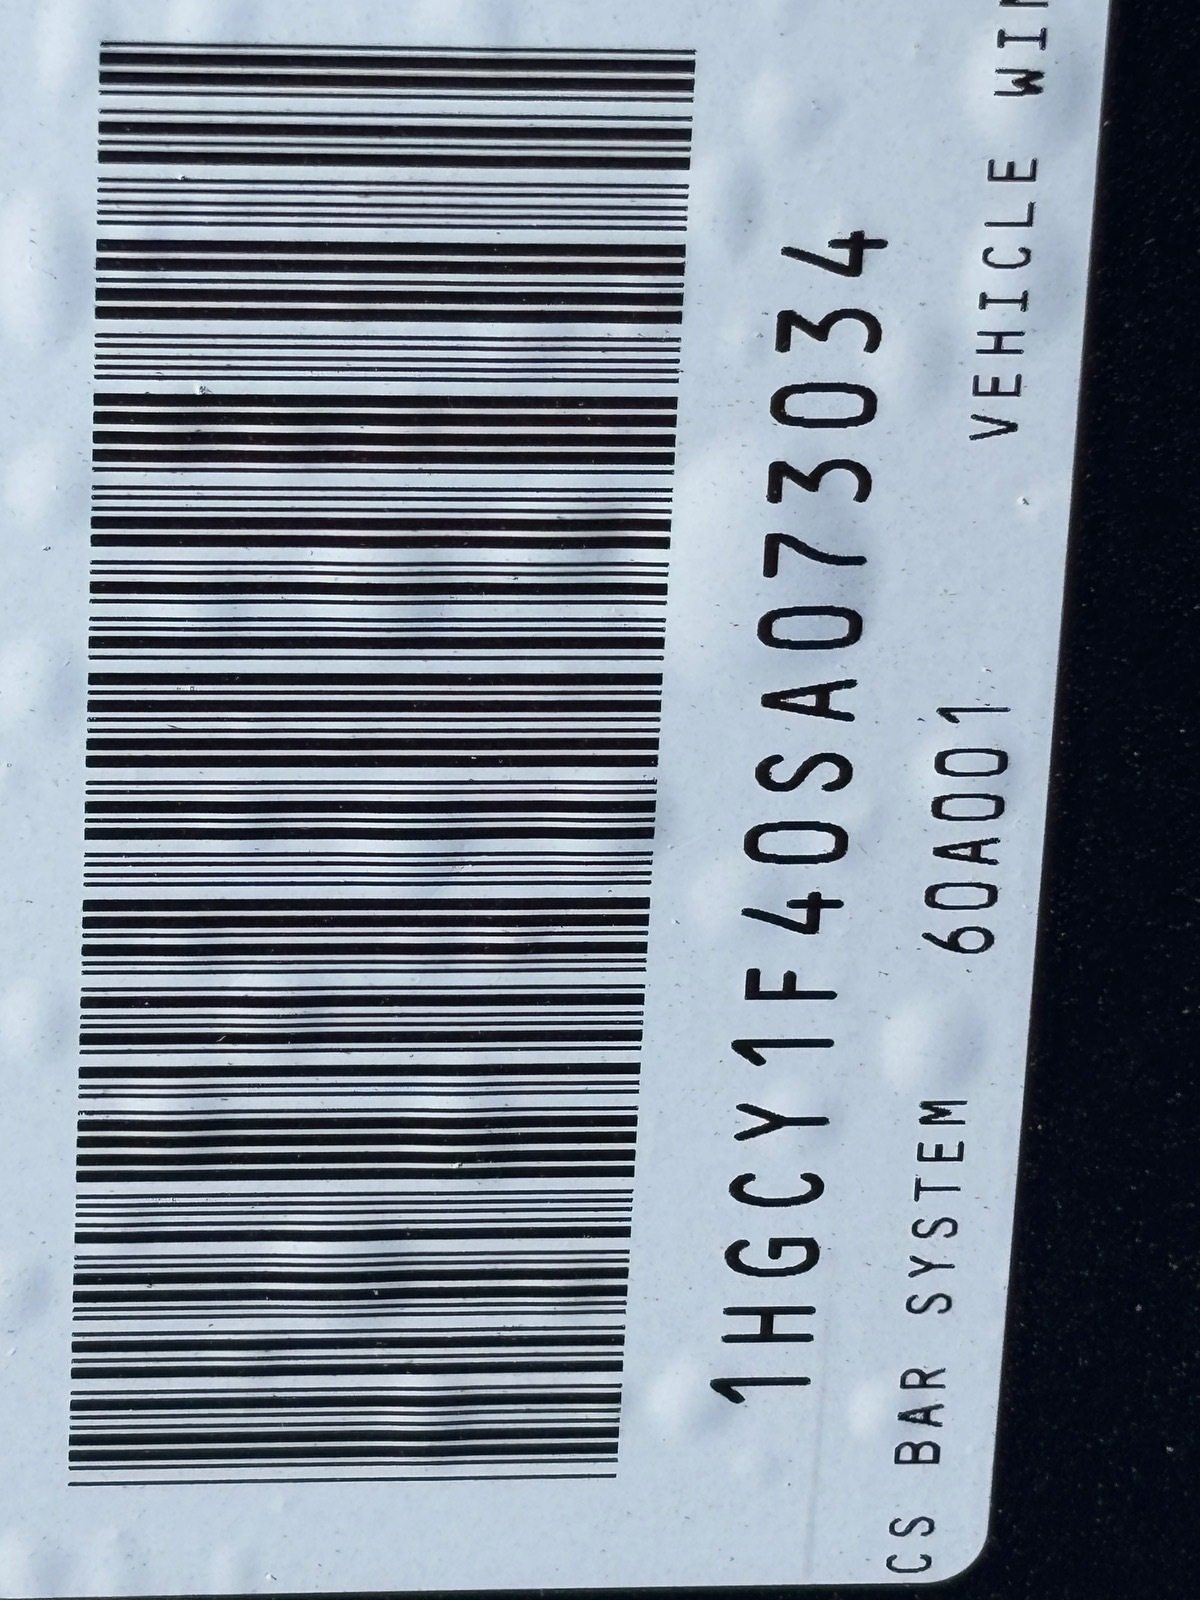 1HGCY1F40SA073034
CS BAR SYSTEM 60A001 VEHICLE